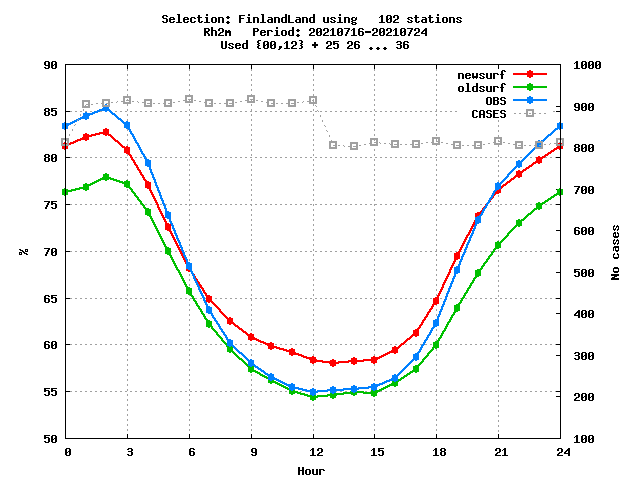 Selection: FinlandLand using   102 stations
Rh2m   Period: 20210716-20210724
Used {00,12} + 25 26 ... 36
90
85
80
75
70
65
60
55
50
%
newsurf
oldsurf
OBS
CASES
1000
900
800
700
600
500
400
300
200
100
No cases
0 3 6 9 12 15 18 21 24
Hour